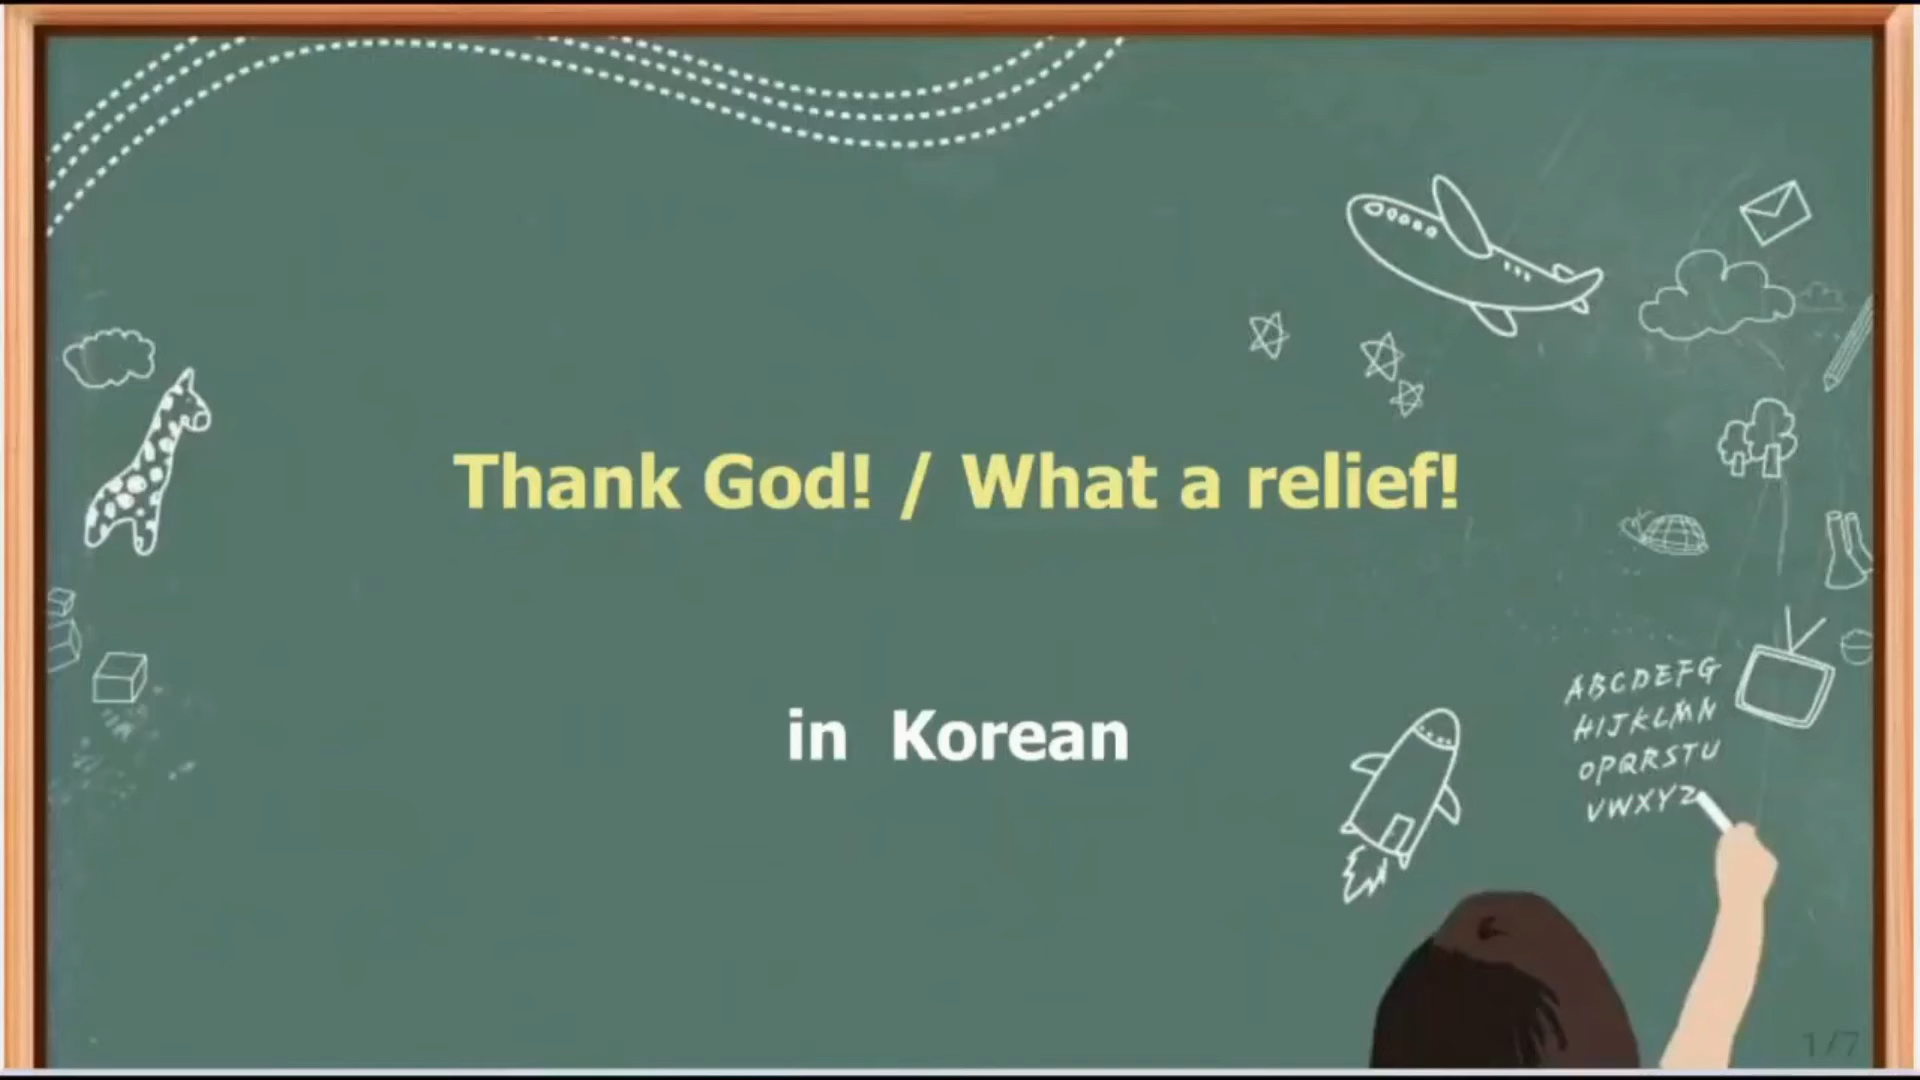 Thank God! / What a relief!
in Korean
ABCDEFG
HIJKLMN
OPQRSTU
VWXYZ
1/7